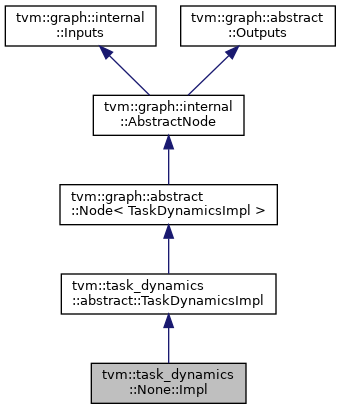 tvm::graph::internal
::Inputs
tvm::graph::abstract
::Outputs
tvm::graph::internal
::AbstractNode
tvm::graph::abstract
::Node< TaskDynamicsImpl >
tvm::task_dynamics
::abstract::TaskDynamicsImpl
tvm::task_dynamics
::None::Impl